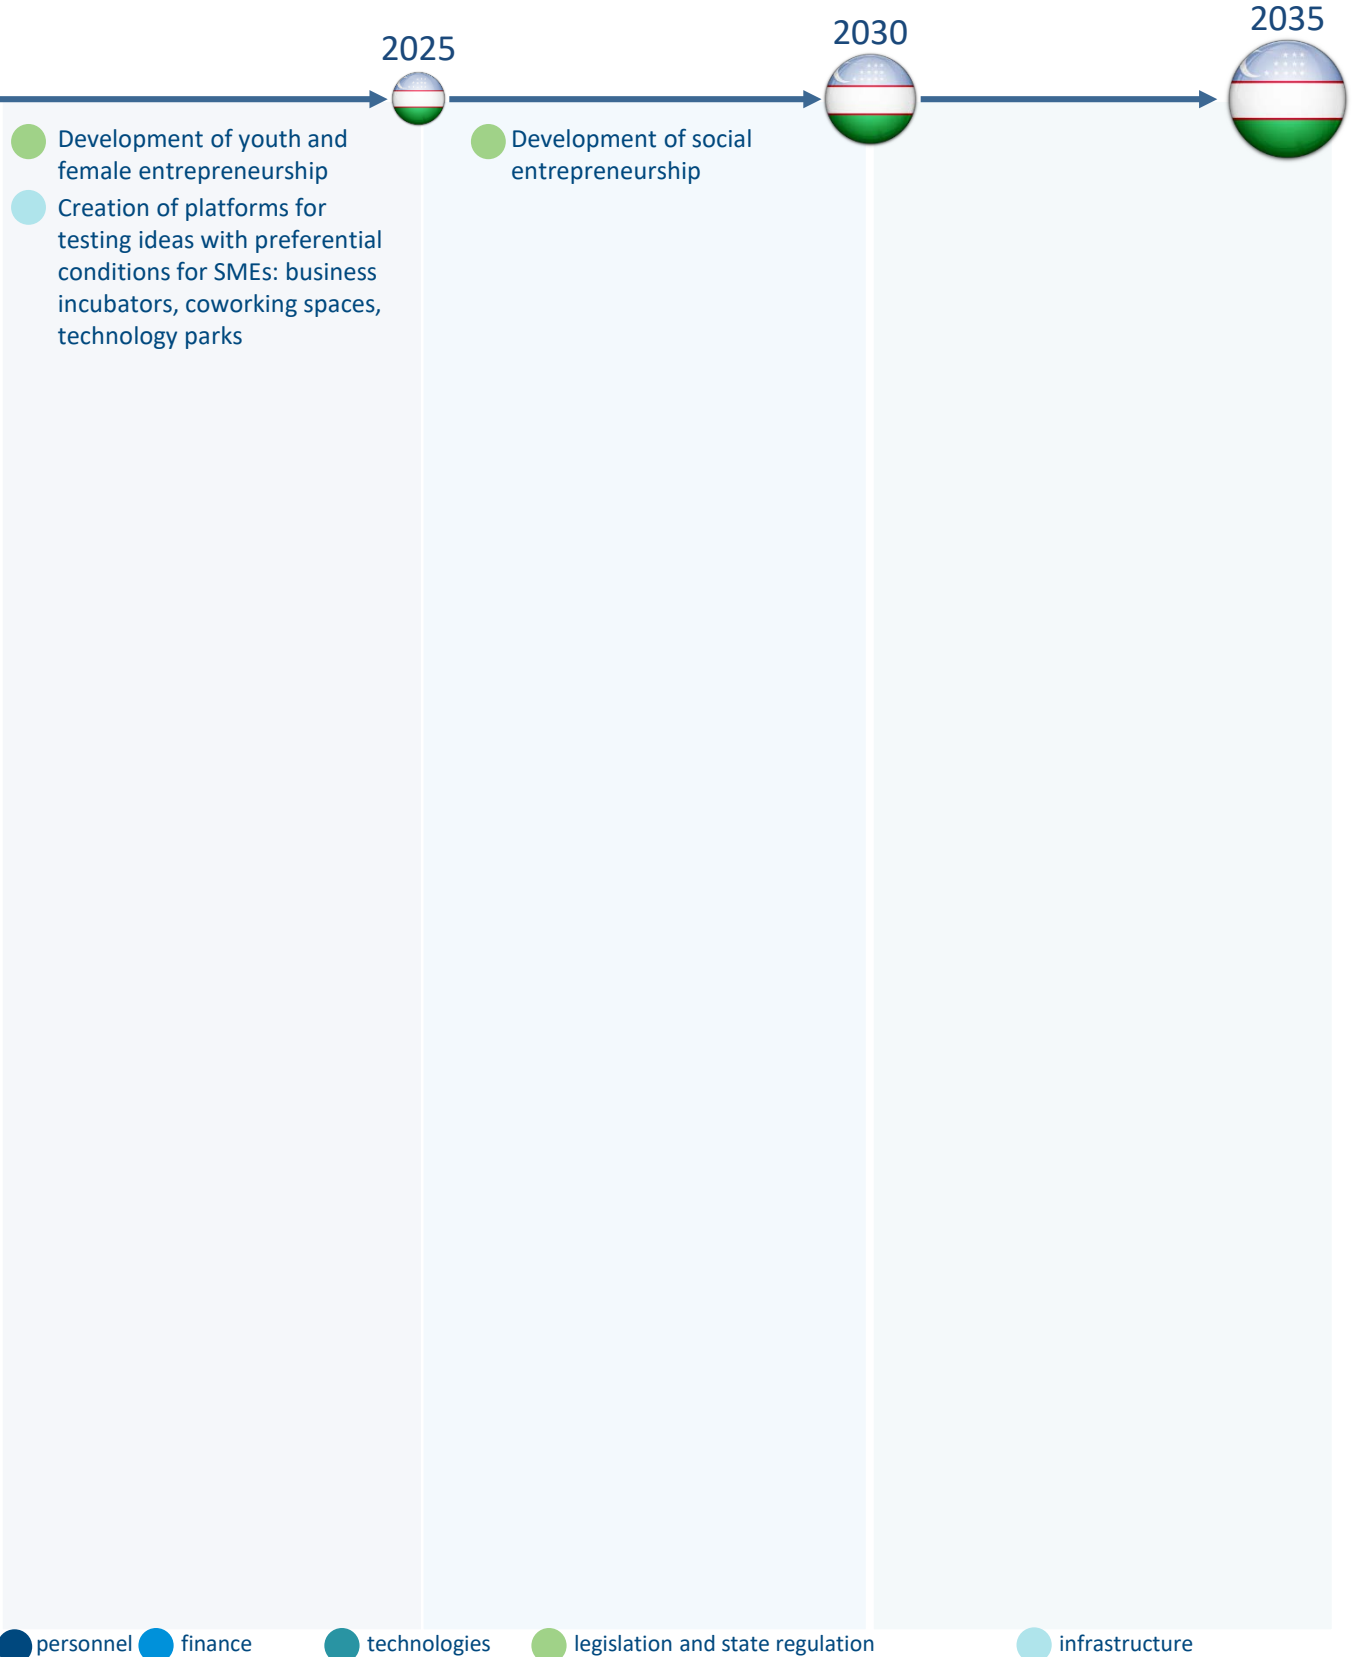 2025
2030
2035
Development of youth and
female entrepreneurship
Creation of platforms for
testing ideas with preferential
conditions for SMEs: business
incubators, coworking spaces,
technology parks
Development of social
entrepreneurship
personnel
finance
technologies
legislation and state regulation
infrastructure